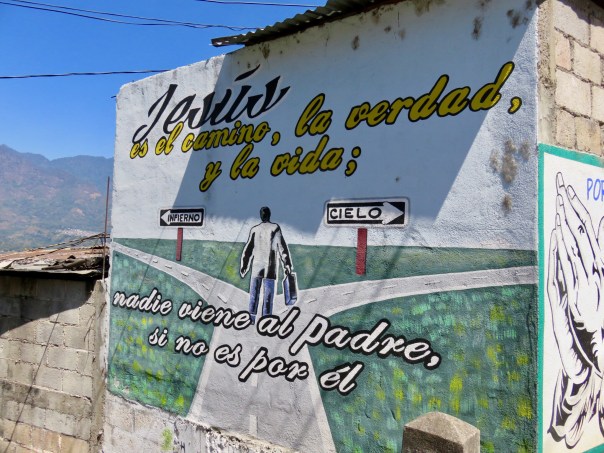 Jesús
es el camino, la verdad,
y la vida;
INFIERNO
CIELO
nadie viene al Padre,
si no es por él
POR